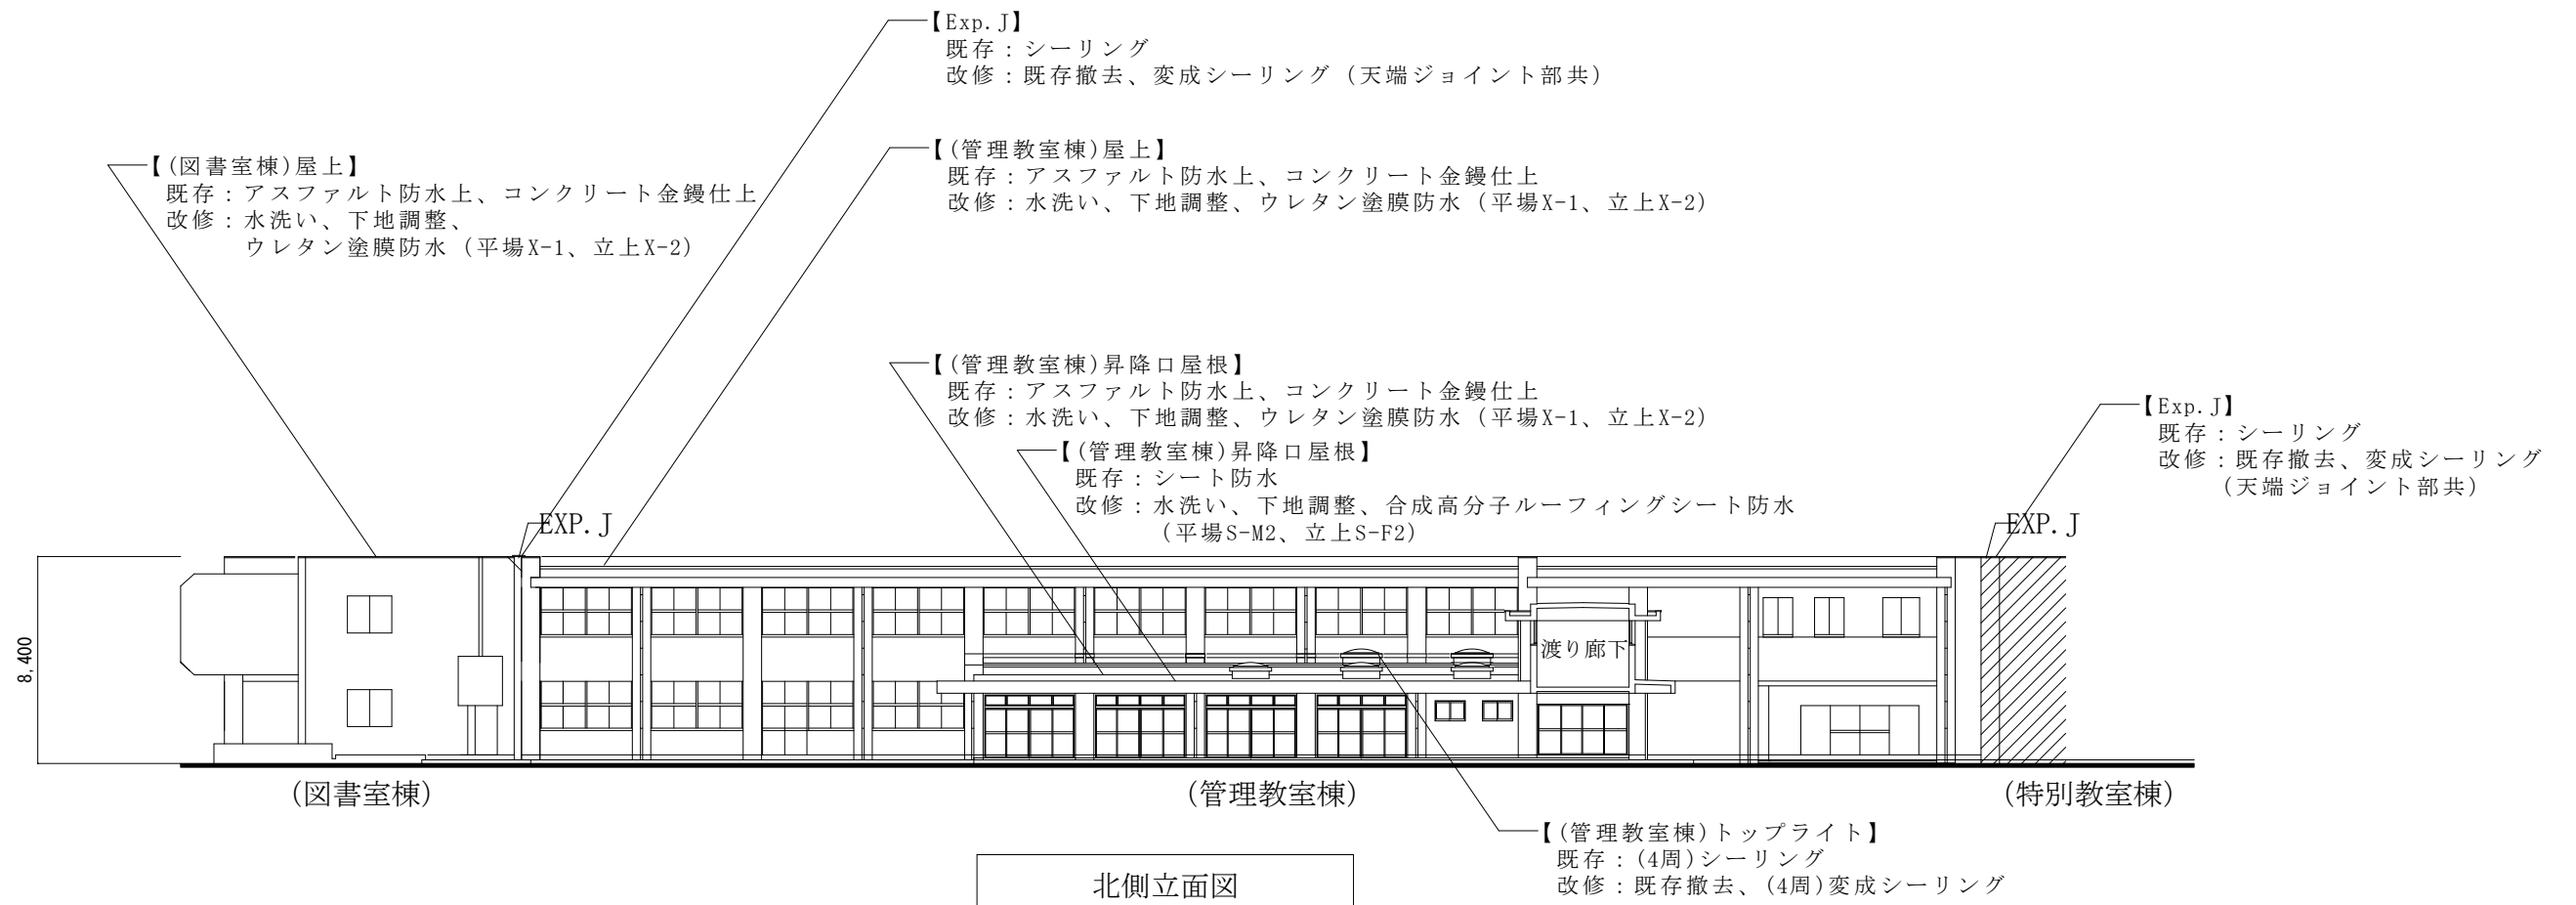 【Exp.J】
既存：シーリング
改修：既存撤去、変成シーリング（天端ジョイント部共）
【(図書室棟)屋上】
既存：アスファルト防水上、コンクリート金鏝仕上
改修：水洗い、下地調整、
ウレタン塗膜防水（平場X-1、立上X-2）
【(管理教室棟)屋上】
既存：アスファルト防水上、コンクリート金鏝仕上
改修：水洗い、下地調整、ウレタン塗膜防水（平場X-1、立上X-2）
【(管理教室棟)昇降口屋根】
既存：アスファルト防水上、コンクリート金鏝仕上
改修：水洗い、下地調整、ウレタン塗膜防水（平場X-1、立上X-2）
【(管理教室棟)昇降口屋根】
既存：シート防水
改修：水洗い、下地調整、合成高分子ルーフィングシート防水
（平場S-M2、立上S-F2）
【Exp.J】
既存：シーリング
改修：既存撤去、変成シーリング
（天端ジョイント部共）
EXP.J
EXP.J
8,400
渡り廊下
(図書室棟)
(管理教室棟)
(特別教室棟)
【(管理教室棟)トップライト】
既存：(4周)シーリング
改修：既存撤去、(4周)変成シーリング
北側立面図